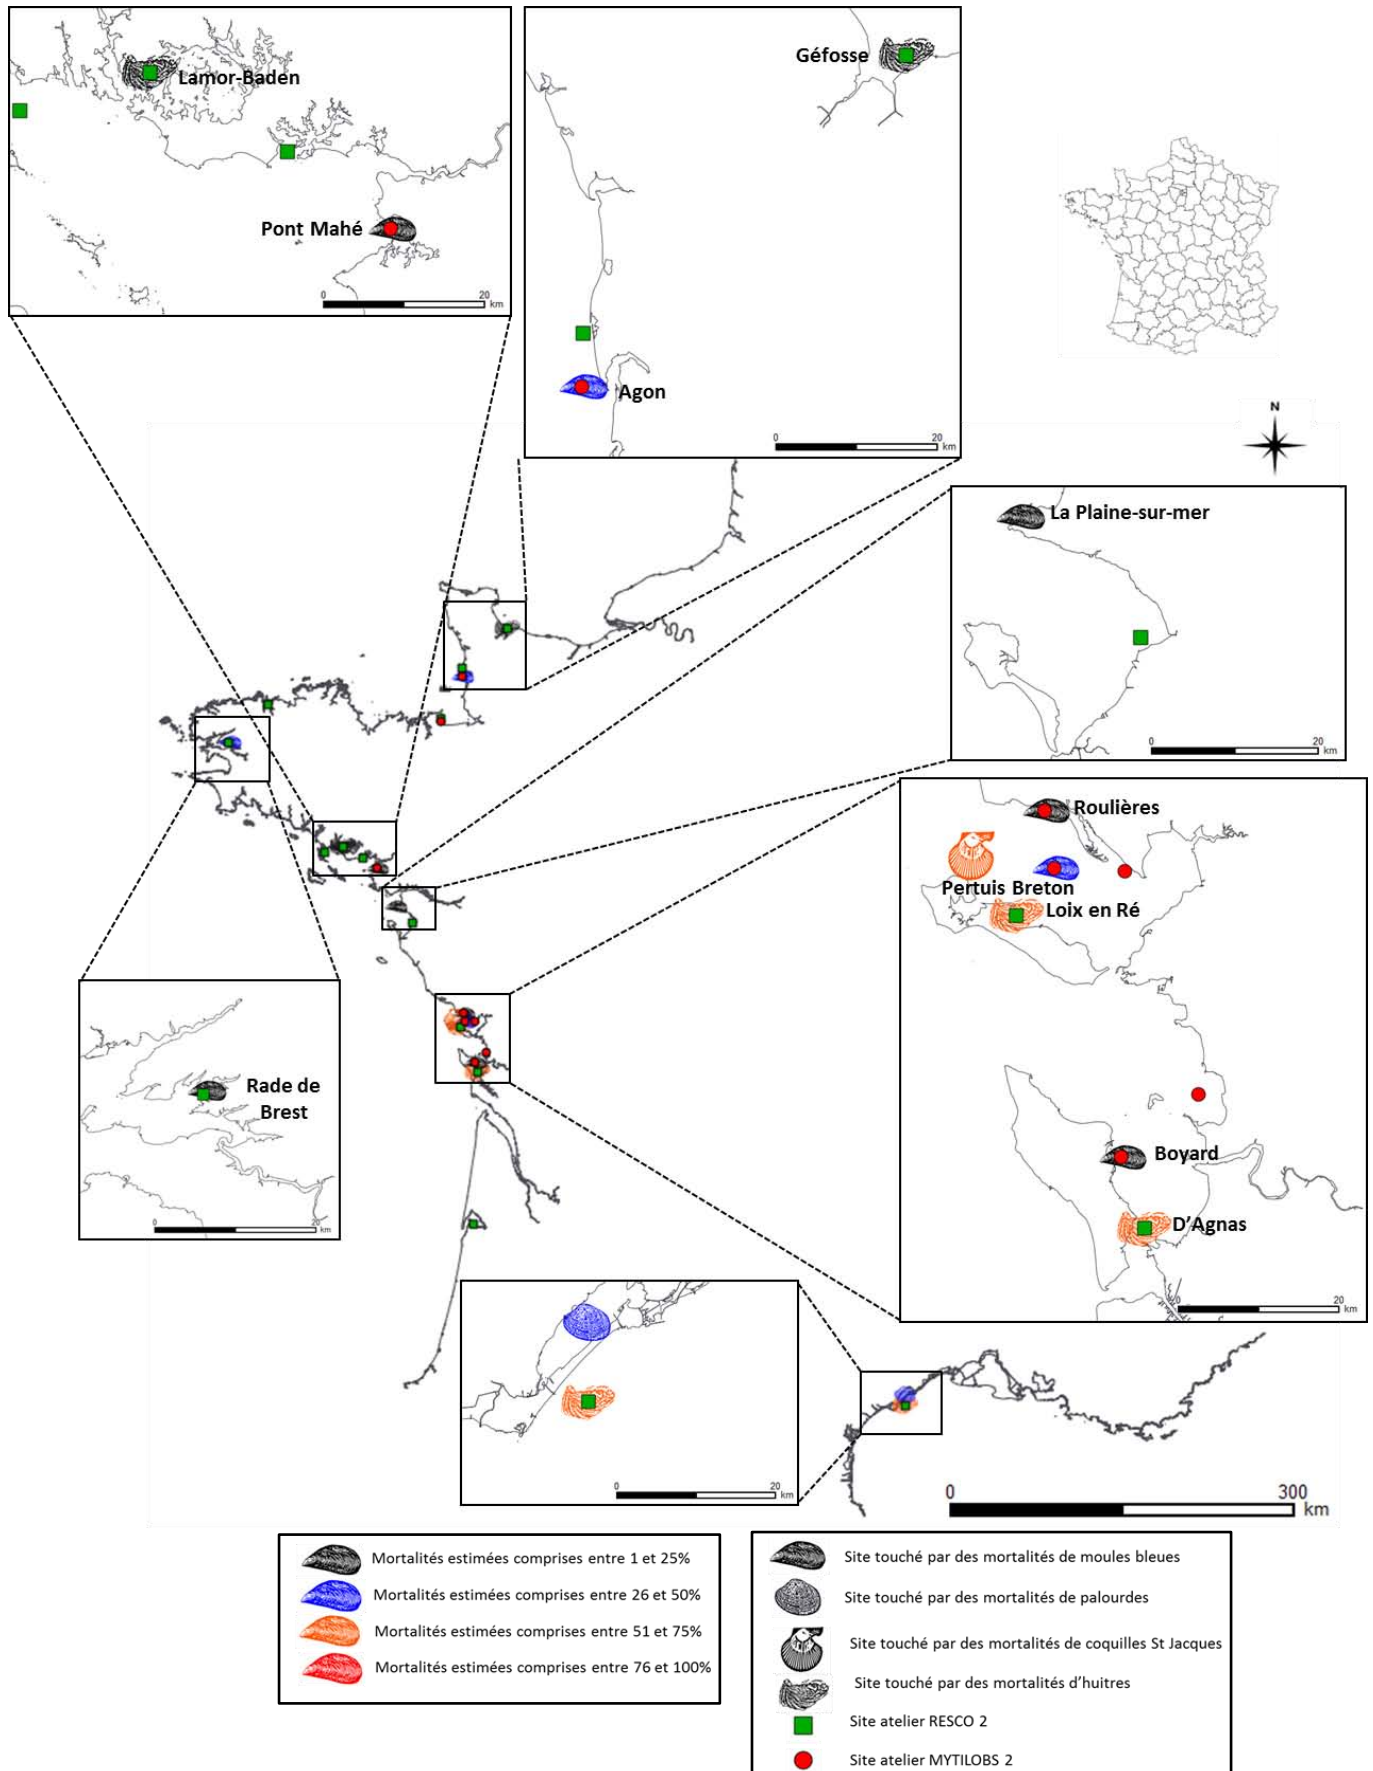 Lamor-Baden
Pont Mahé
0 20
km
Géfosse
Agon
0 20
km
N
La Plaine-sur-mer
0 20
km
Roulières
Pertuis Breton
Loix en Ré
Boyard
D'Agnas
0 20
km
Rade de
Brest
0 20
km
0 20
km
0 300
km
Mortalités estimées comprises entre 1 et 25%
Mortalités estimées comprises entre 26 et 50%
Mortalités estimées comprises entre 51 et 75%
Mortalités estimées comprises entre 76 et 100%
Site touché par des mortalités de moules bleues
Site touché par des mortalités de palourdes
Site touché par des mortalités de coquilles St Jacques
Site touché par des mortalités d'huitres
Site atelier RESCO 2
Site atelier MYTILOBS 2